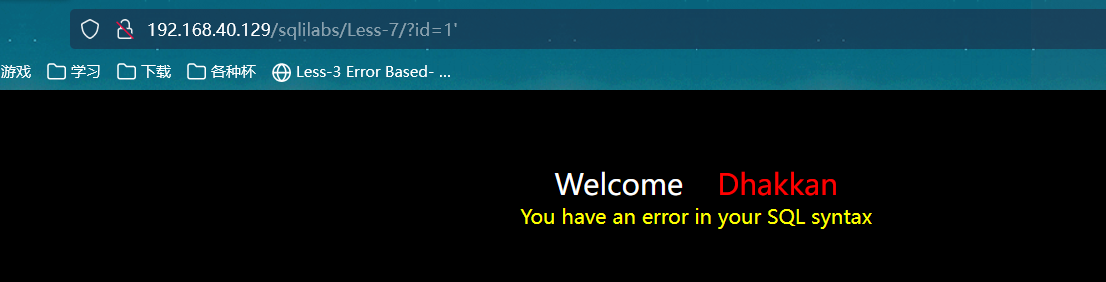 192.168.40.129/sqlilabs/Less-7/?id=1'
游戏 学习 下载 各种杯 Less-3 Error Based- ...
Welcome Dhakkan
You have an error in your SQL syntax